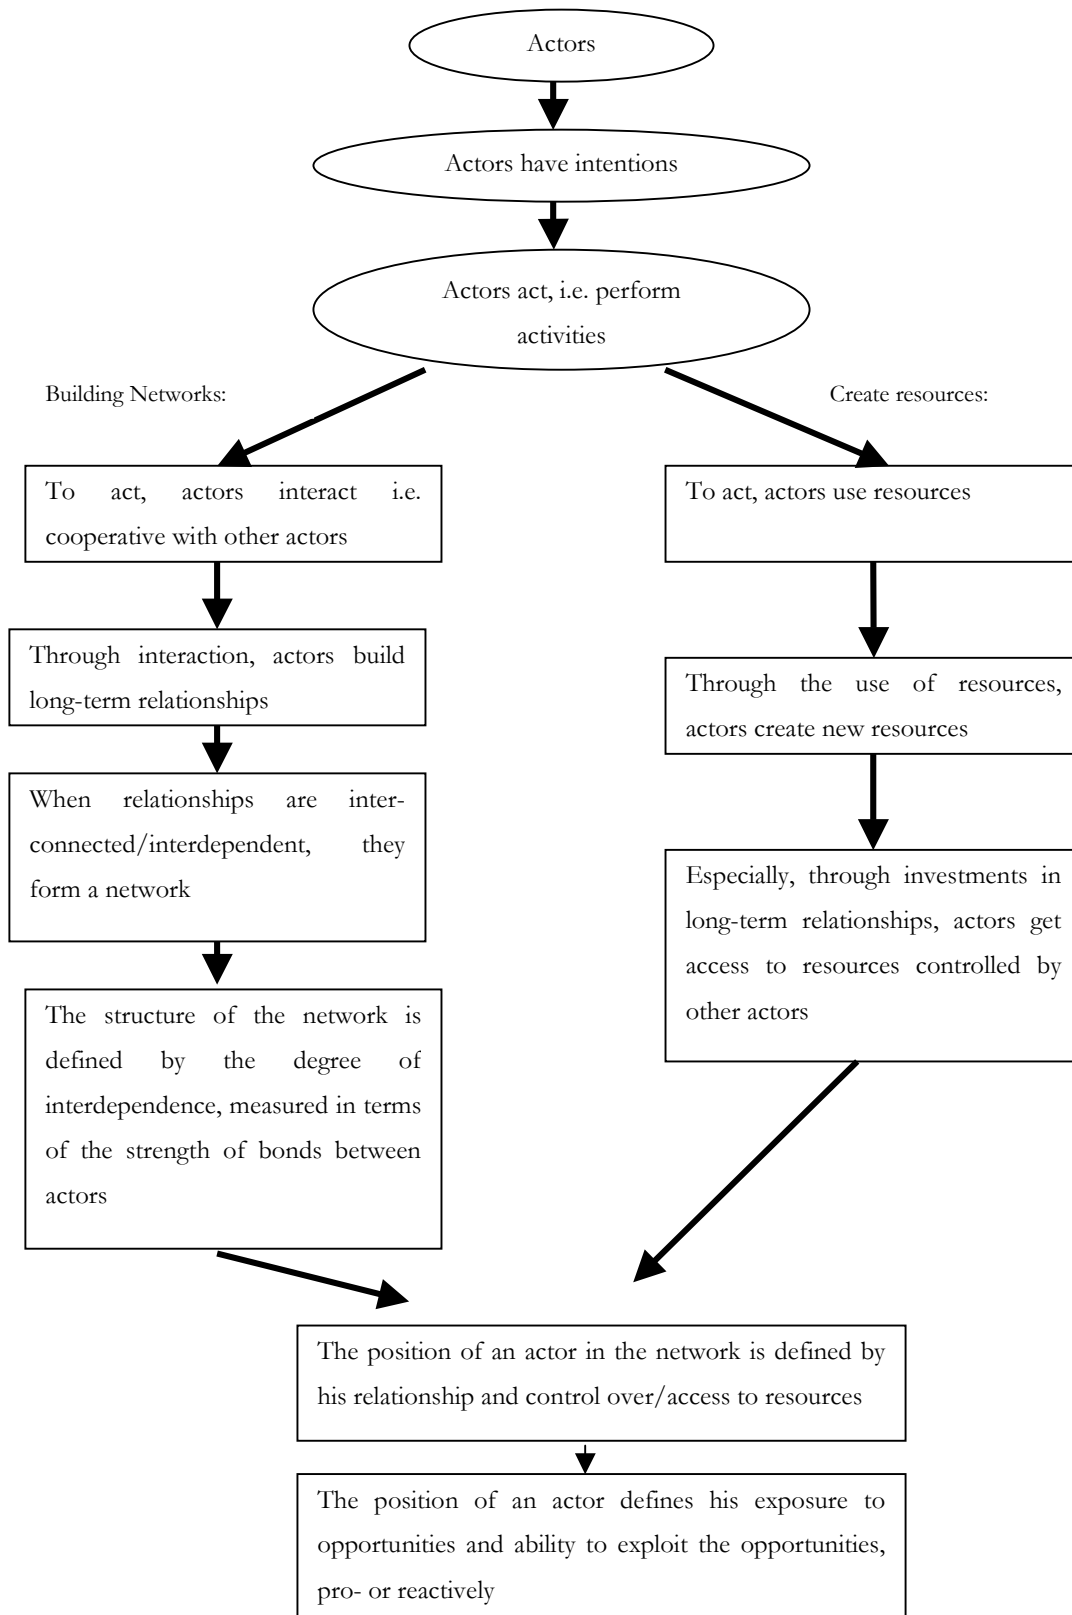 Actors
Actors have intentions
Actors act, i.e. perform
activities
Building Networks:
Create resources:
To act, actors interact i.e.
cooperative with other actors
To act, actors use resources
Through interaction, actors build
long-term relationships
Through the use of resources,
actors create new resources
When relationships are inter-
connected/interdependent, they
form a network
Especially, through investments in
long-term relationships, actors get
access to resources controlled by
other actors
The structure of the network is
defined by the degree of
interdependence, measured in terms
of the strength of bonds between
actors
The position of an actor in the network is defined by
his relationship and control over/access to resources
The position of an actor defines his exposure to
opportunities and ability to exploit the opportunities,
pro- or reactively